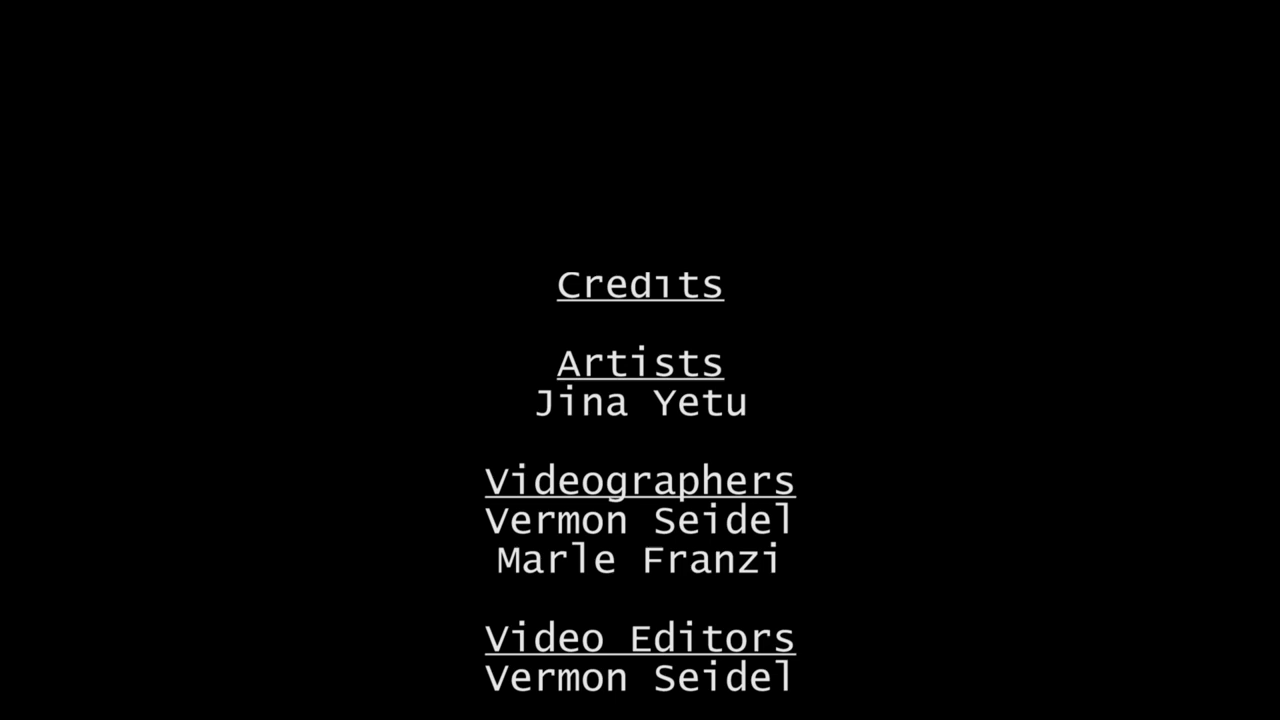 Credits
Artists
Jina Yetu
Videographers
Vermon Seidel
Marle Franzi
Video Editors
Vermon Seidel